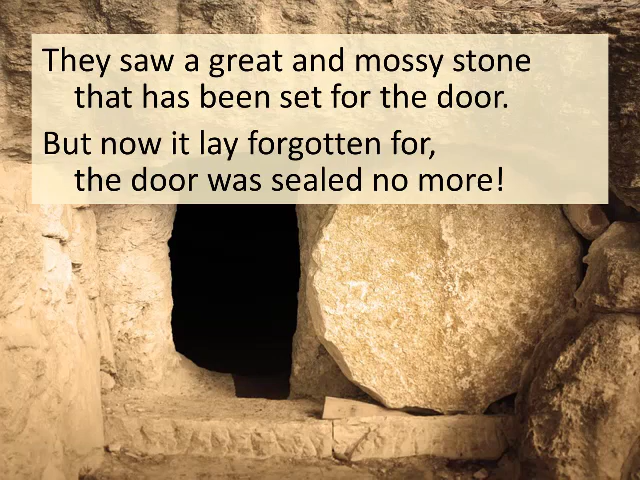 They saw a great and mossy stone
that has been set for the door.
But now it lay forgotten for,
the door was sealed no more!